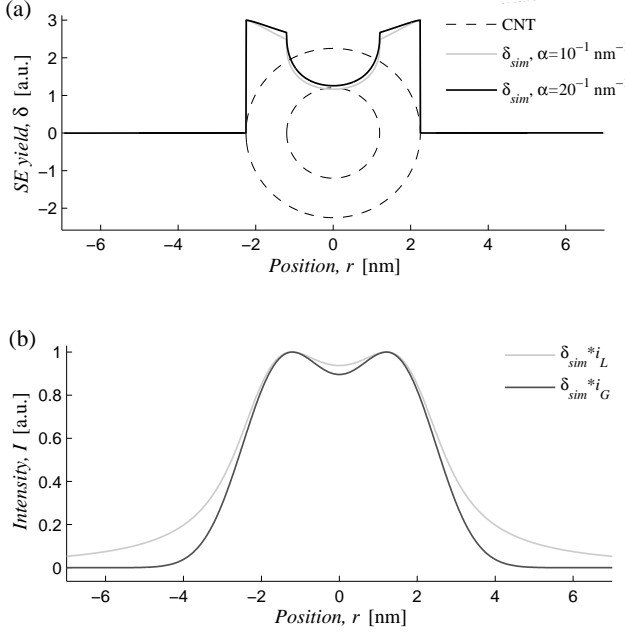 (a)
3
2
1
0
−1
−2
SE yield, δ [a.u.]
CNT
δsim, α=10⁻¹ nm⁻
δsim, α=20⁻¹ nm⁻
−6 −4 −2 0 2 4 6
Position, r [nm]
(b)
1
0.8
0.6
0.4
0.2
0
Intensity, I [a.u.]
δsim*iL
δsim*iG
−6 −4 −2 0 2 4 6
Position, r [nm]